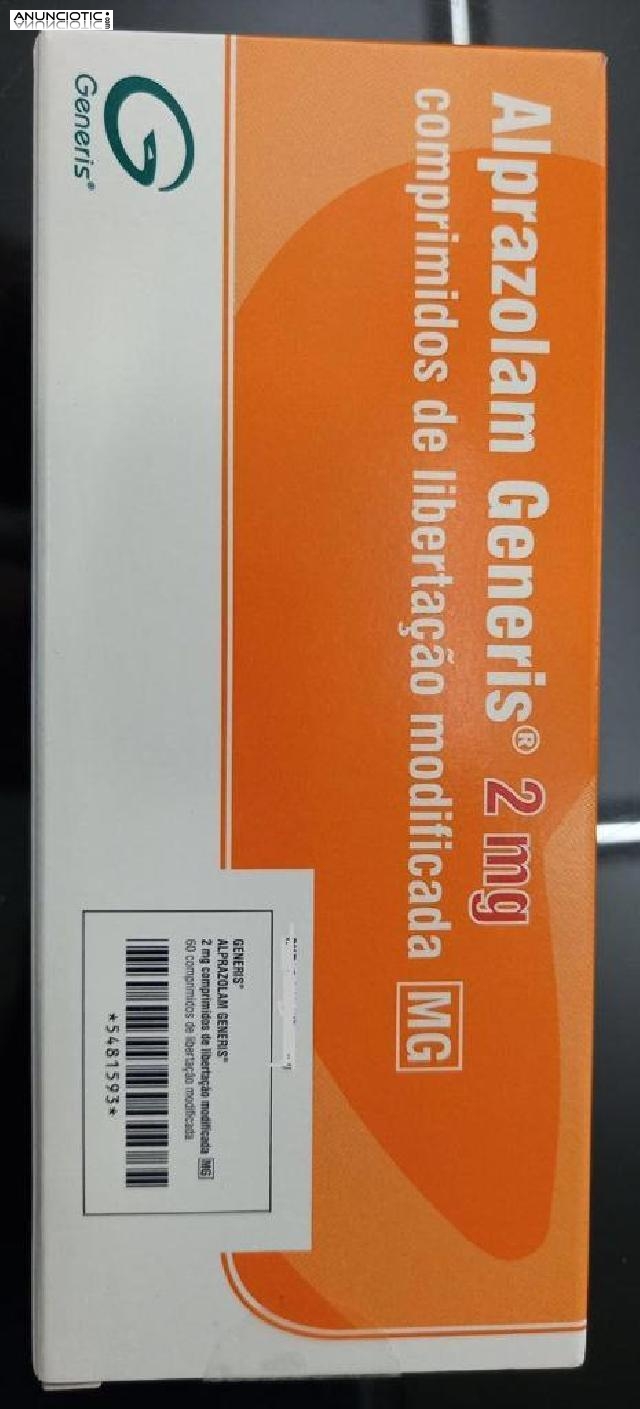 ANUNCIOTIC.com
Alprazolam Generis® 2 mg
comprimidos de libertação modificada MG
Generis®
GENERIS®
ALPRAZOLAM GENERIS®
2 mg comprimidos de libertação modificada MG
60 comprimidos de libertação modificada
*5481593*